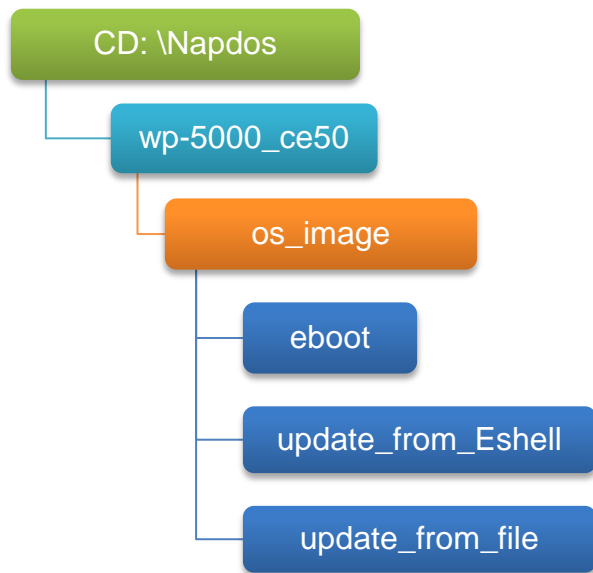 CD: \Napdos
wp-5000_ce50
os_image
eboot
update_from_Eshell
update_from_file